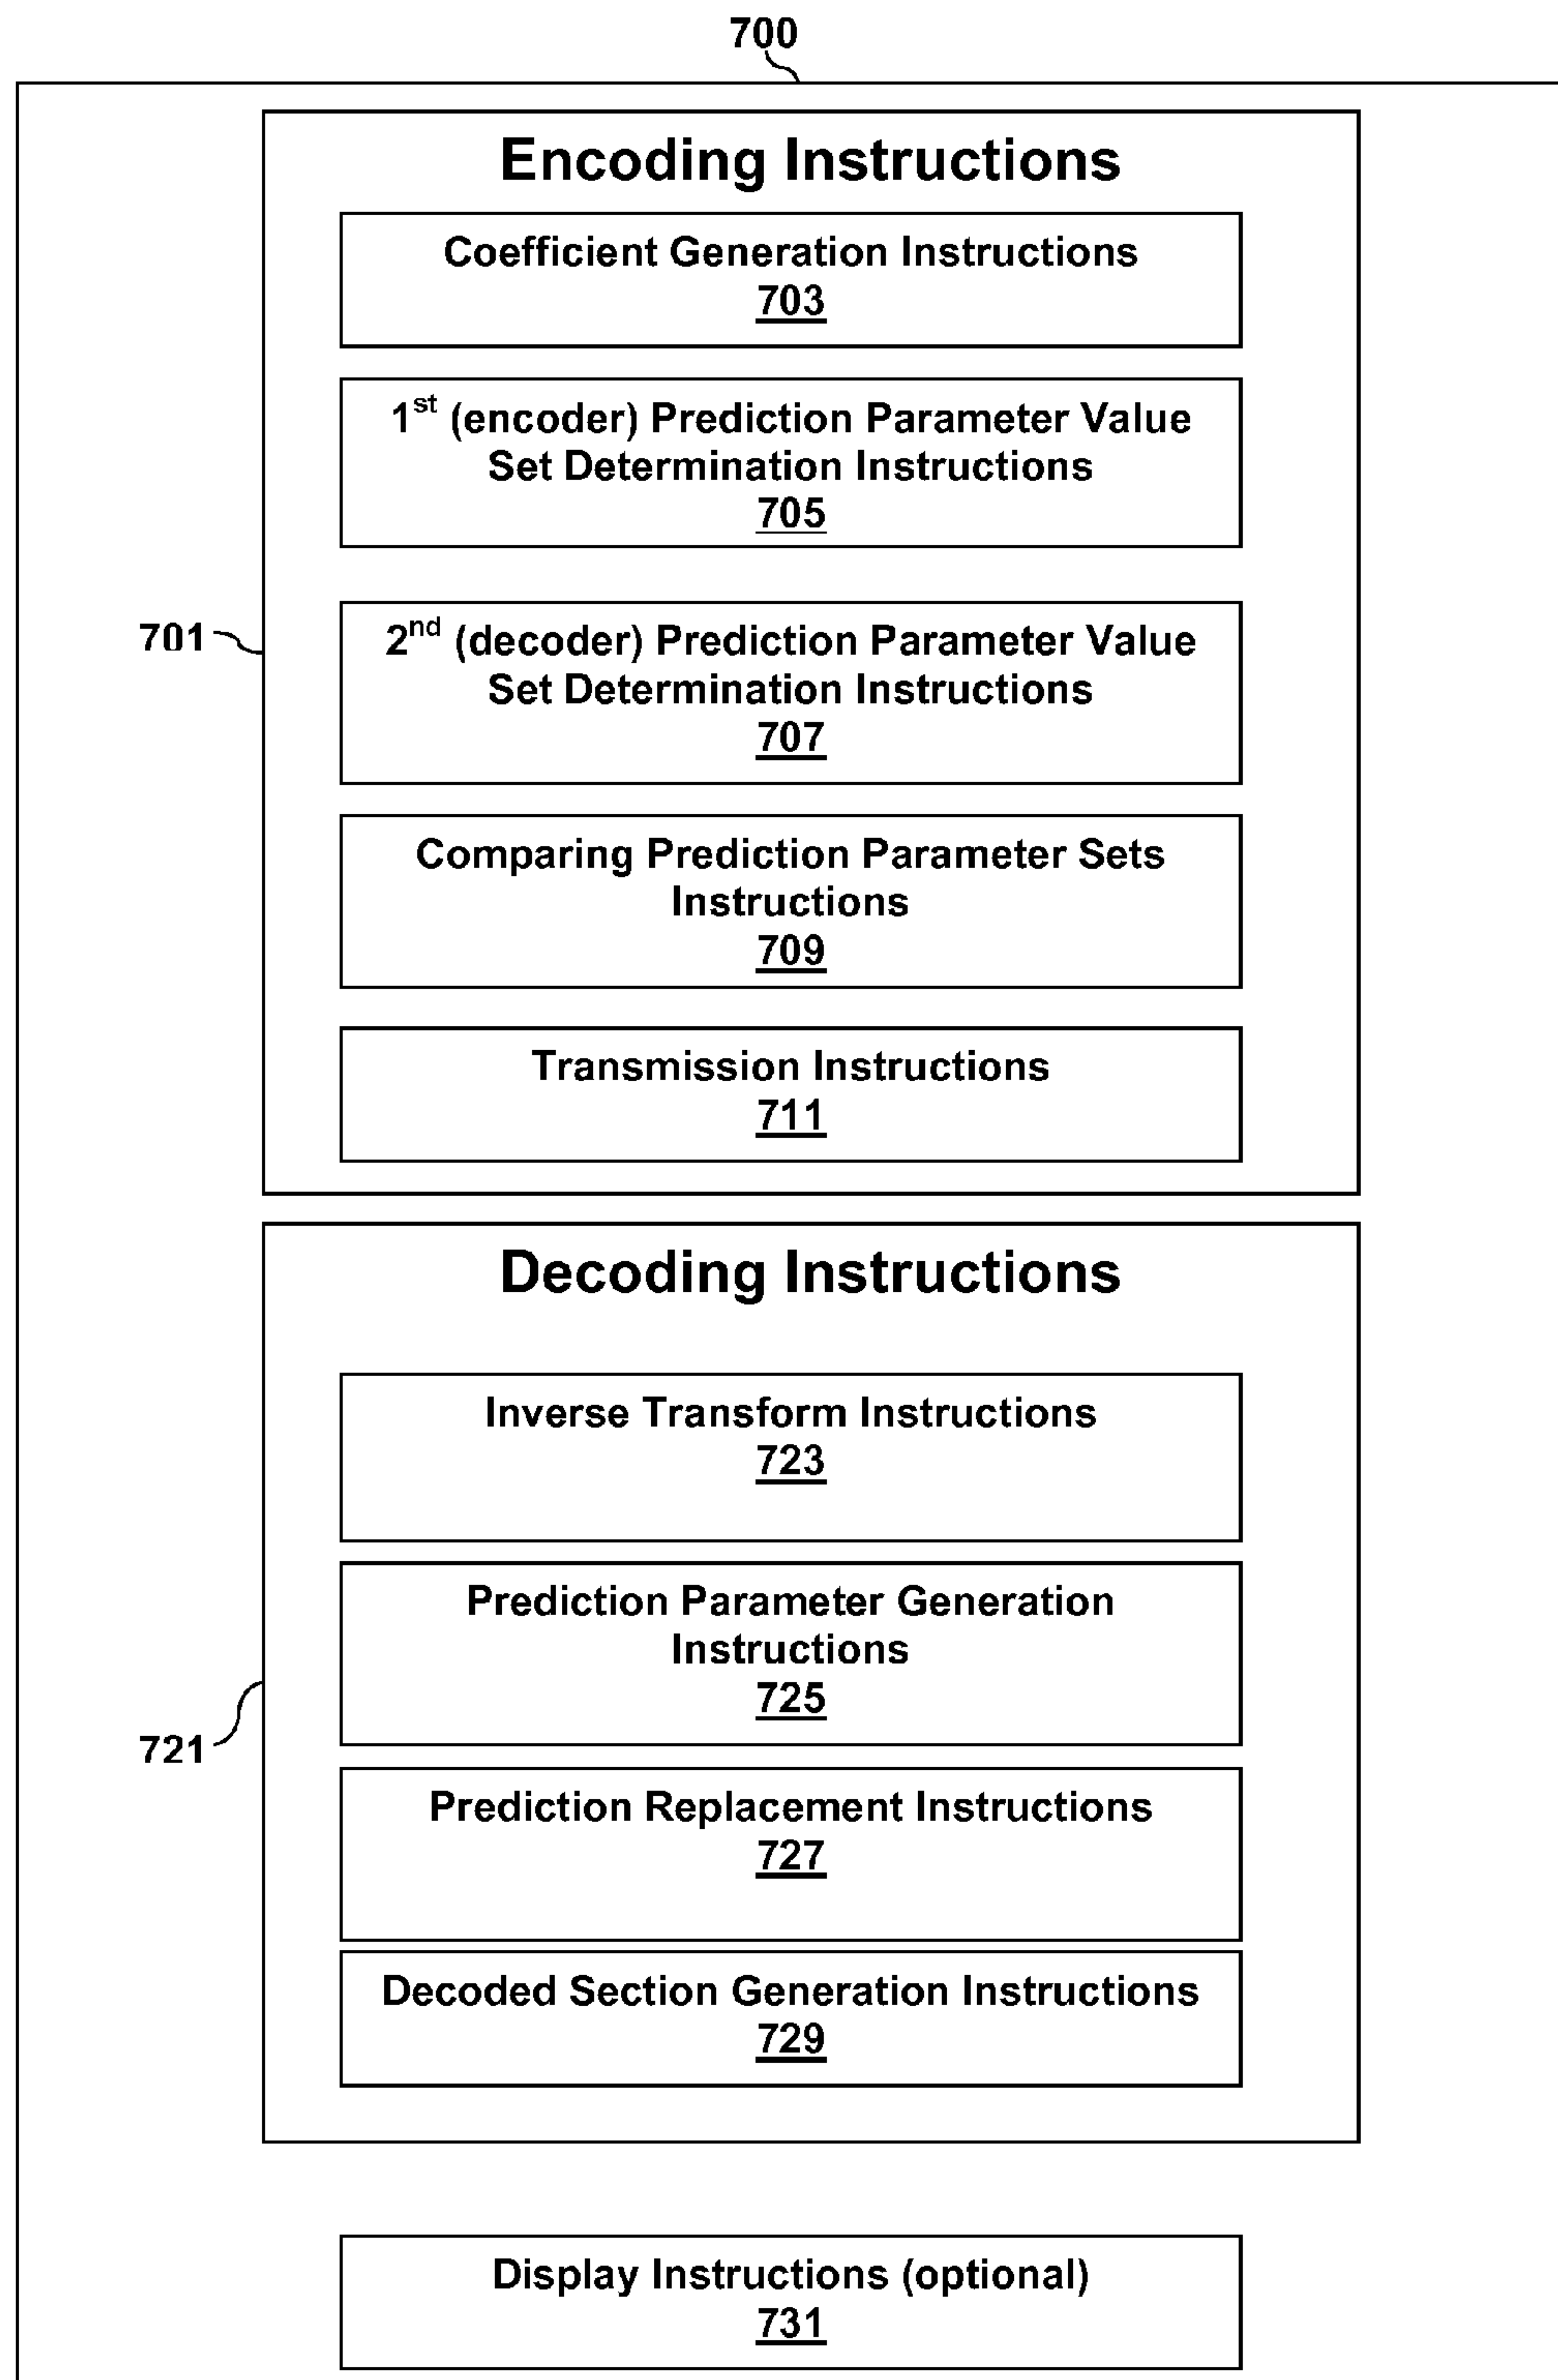 700
Encoding Instructions
Coefficient Generation Instructions
703
1st (encoder) Prediction Parameter Value
Set Determination Instructions
705
701
2nd (decoder) Prediction Parameter Value
Set Determination Instructions
707
Comparing Prediction Parameter Sets
Instructions
709
Transmission Instructions
711
Decoding Instructions
Inverse Transform Instructions
723
Prediction Parameter Generation
Instructions
725
721
Prediction Replacement Instructions
727
Decoded Section Generation Instructions
729
Display Instructions (optional)
731